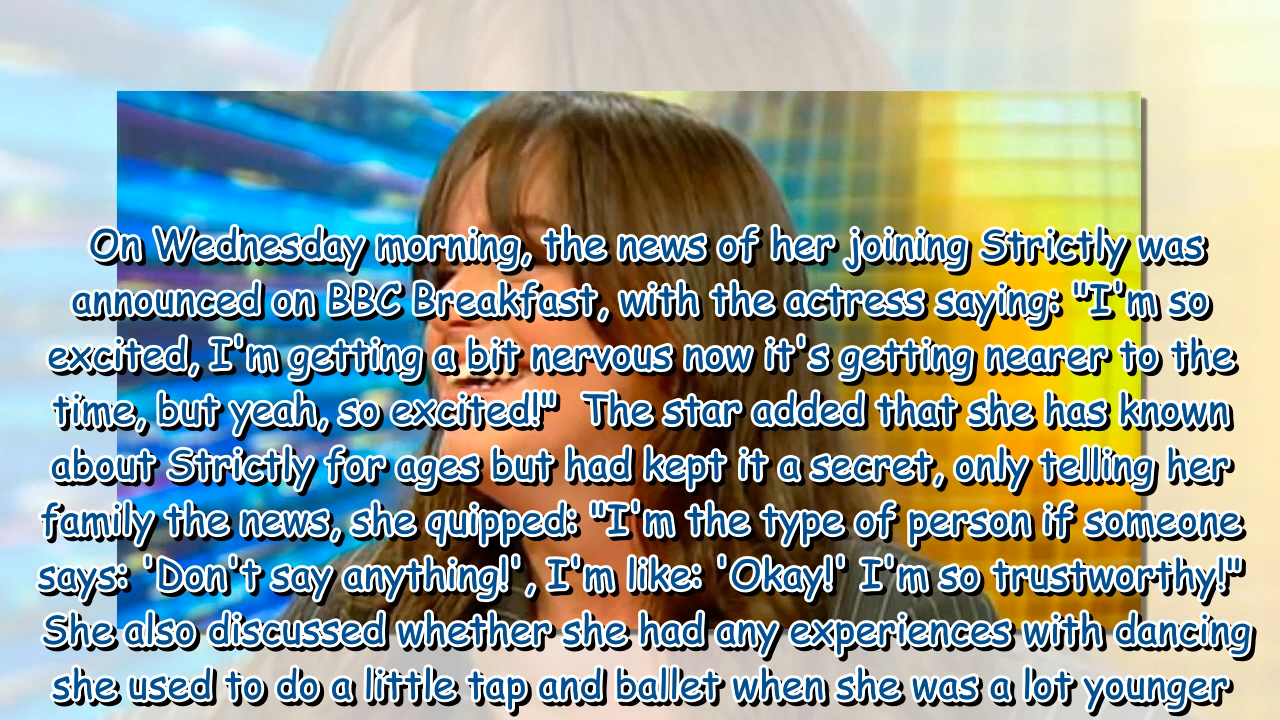 On Wednesday morning, the news of her joining Strictly was
announced on BBC Breakfast, with the actress saying: "I'm so
excited, I'm getting a bit nervous now it's getting nearer to the
time, but yeah, so excited!"  The star added that she has known
about Strictly for ages but had kept it a secret, only telling her
family the news, she quipped: "I'm the type of person if someone
says: 'Don't say anything!', I'm like: 'Okay!' I'm so trustworthy!"
She also discussed whether she had any experiences with dancing
she used to do a little tap and ballet when she was a lot younger